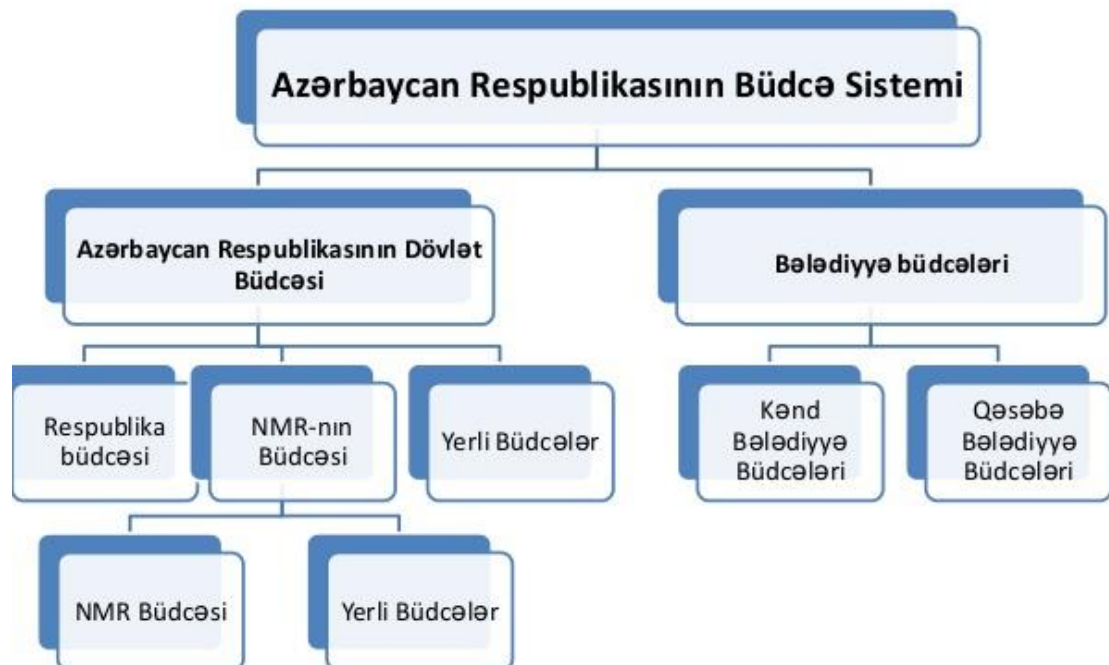 Azərbaycan Respublikasının Büdcə Sistemi
Azərbaycan Respublikasının Dövlət
Büdcəsi
Bələdiyyə büdcələri
Respublika
büdcəsi
NMR-nın
Büdcəsi
Yerli Büdcələr
Kənd
Bələdiyyə
Büdcələri
Qəsəbə
Bələdiyyə
Büdcələri
NMR Büdcəsi
Yerli Büdcələr